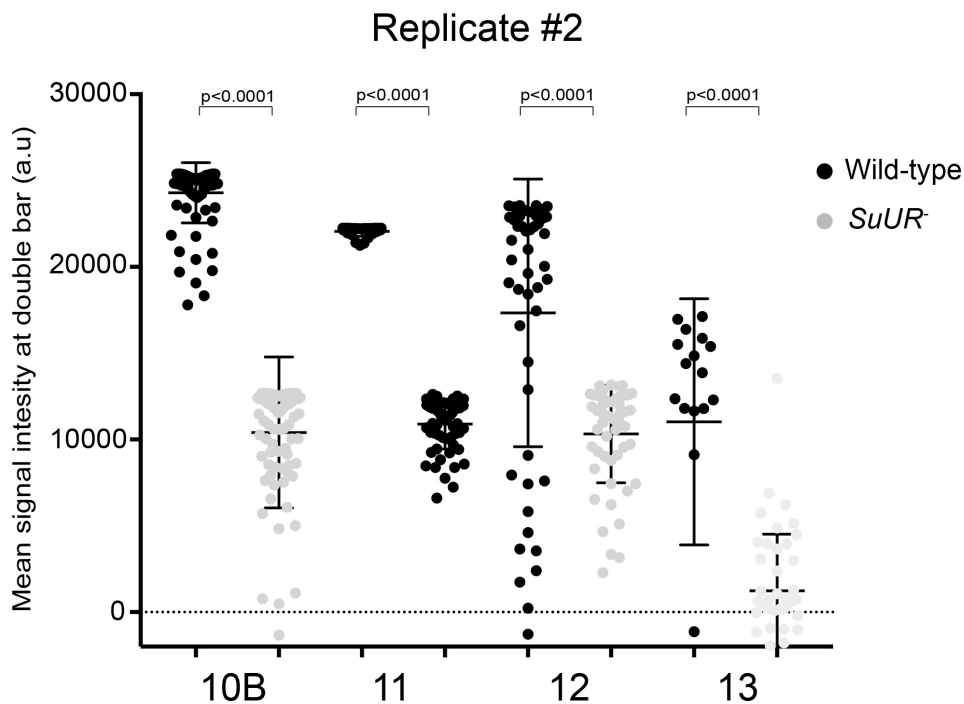 Replicate #2
Mean signal intesity at double bar (a.u)
30000
20000
10000
0
p<0.0001
p<0.0001
p<0.0001
p<0.0001
Wild-type
SuUR-
10B
11
12
13